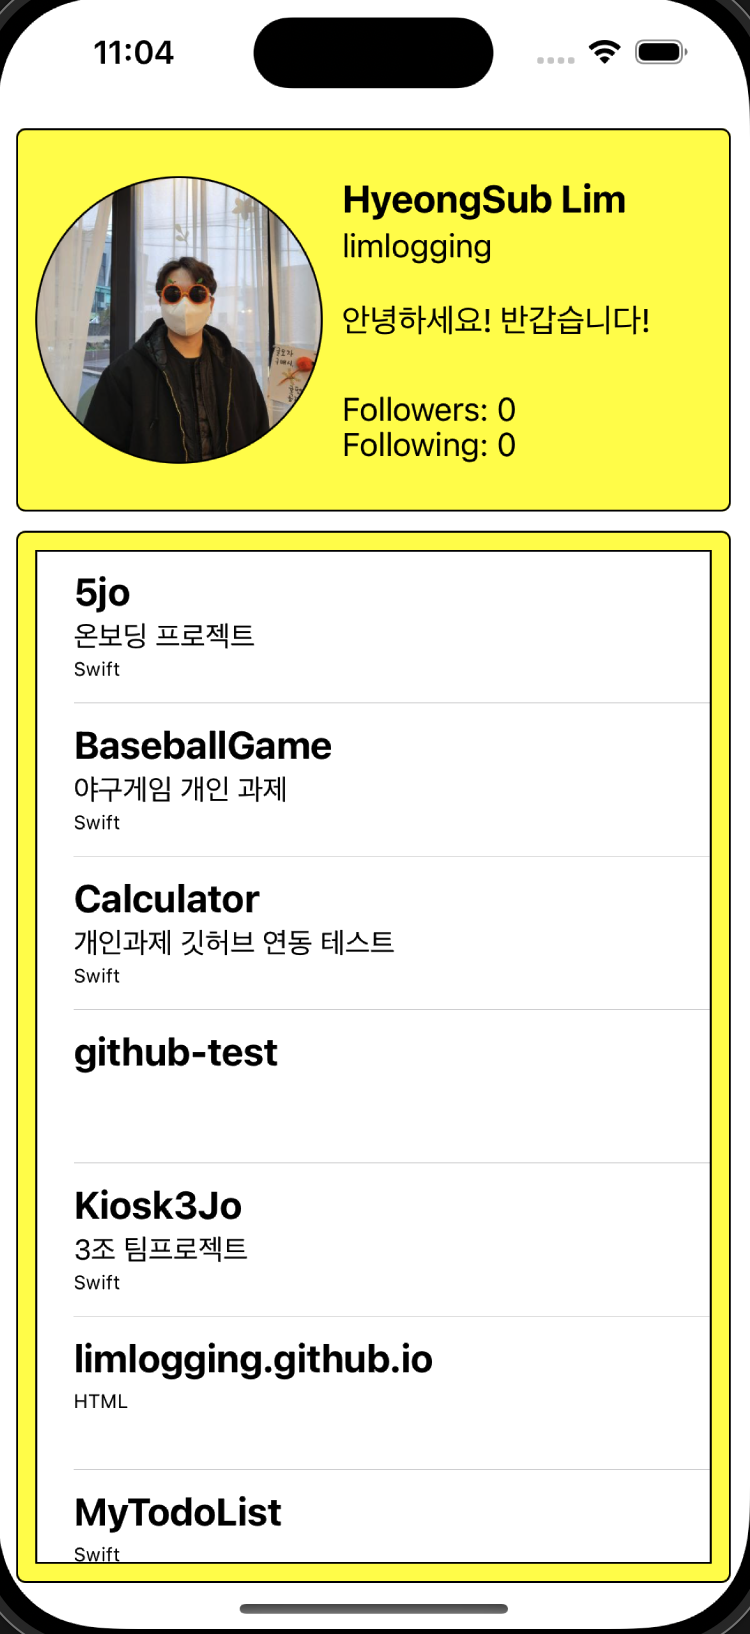 11:04
HyeongSub Lim
limlogging
안녕하세요! 반갑습니다!
Followers: 0
Following: 0
5jo
온보딩 프로젝트
Swift
BaseballGame
야구게임 개인 과제
Swift
Calculator
개인과제 깃허브 연동 테스트
Swift
github-test
Kiosk3Jo
3조 팀프로젝트
Swift
limlogging.github.io
HTML
MyTodoList
Swift